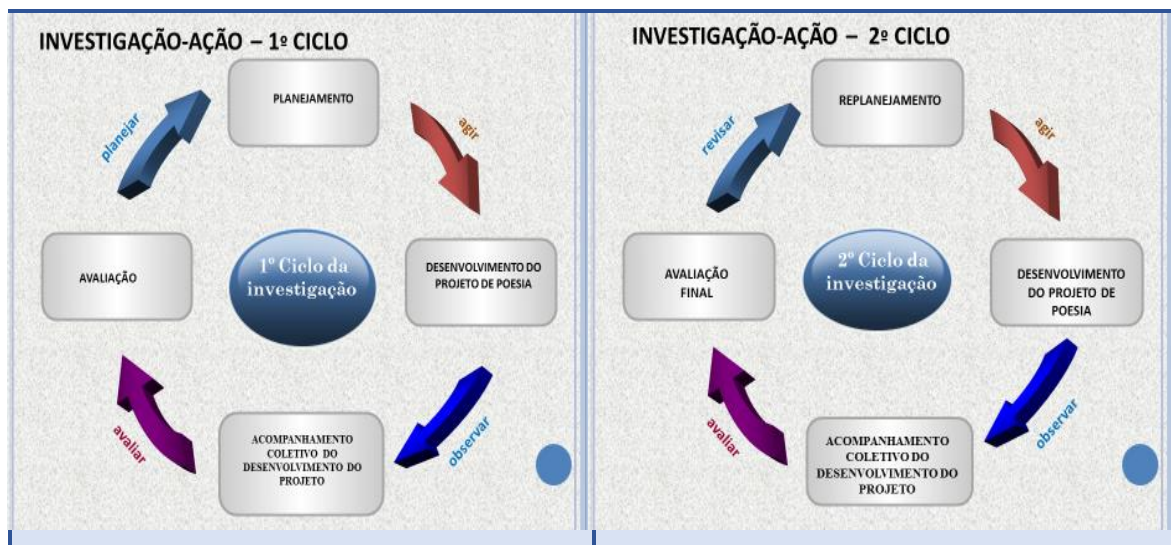 INVESTIGAÇÃO-AÇÃO – 1º CICLO
PLANEJAMENTO
planejar
agir
AVALIAÇÃO
1º Ciclo da
investigação
DESENVOLVIMENTO DO
PROJETO DE POESIA
avaliar
ACOMPANHAMENTO
COLETIVO DO
DESENVOLVIMENTO DO
PROJETO
observar
INVESTIGAÇÃO-AÇÃO – 2º CICLO
REPLANEJAMENTO
revisar
agir
AVALIAÇÃO
FINAL
2º Ciclo da
investigação
DESENVOLVIMENTO
DO PROJETO DE
POESIA
avaliar
ACOMPANHAMENTO
COLETIVO DO
DESENVOLVIMENTO DO
PROJETO
observar